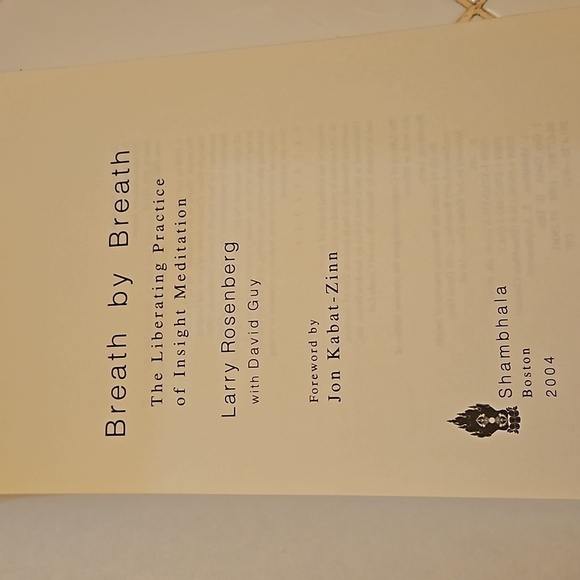 Breath by Breath
The Liberating Practice
of Insight Meditation
Larry Rosenberg
with David Guy
Foreword by
Jon Kabat-Zinn
Shambhala
Boston
2004